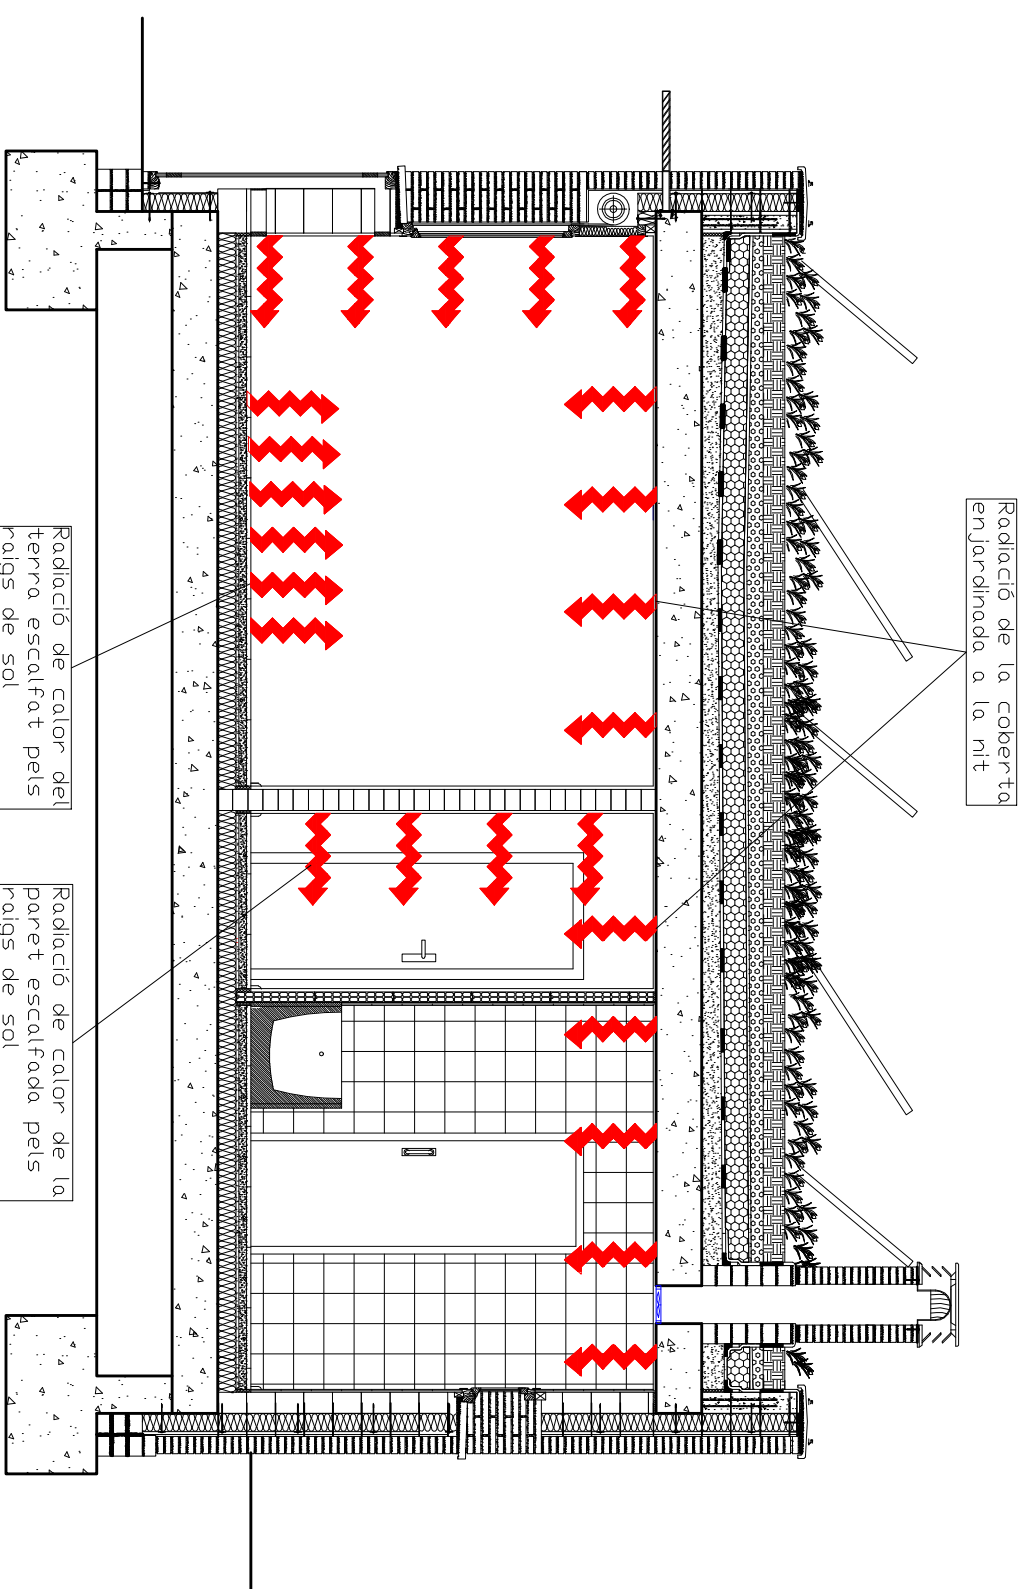 Radiació de la coberta
enjardinada a la nit
Radiació de calor del
terra escalfat pels
raigs de sol
Radiació de calor de la
paret escalfada pels
raigs de sol